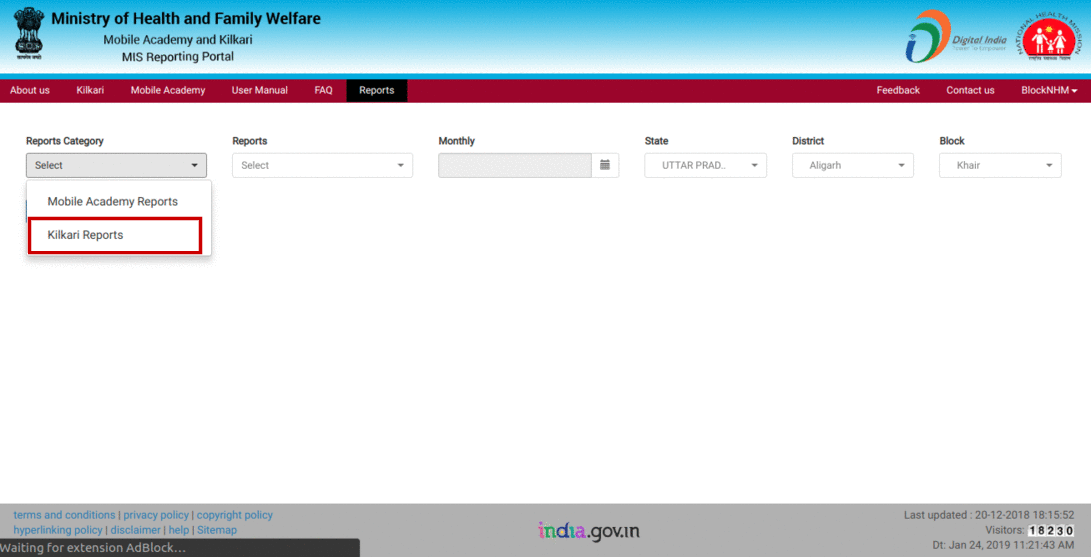 Ministry of Health and Family Welfare
Mobile Academy and Kilkari
MIS Reporting Portal
Digital India
Power To Empower
NATIONAL HEALTH MISSION
About us Kilkari Mobile Academy User Manual FAQ Reports Feedback Contact us BlockNHM
Reports Category Reports Monthly State District Block
Select Select UTTAR PRAD.. Aligarh Khair
Mobile Academy Reports
Kilkari Reports
terms and conditions | privacy policy | copyright policy
hyperlinking policy | disclaimer | help | Sitemap
india.gov.in
Last updated : 20-12-2018 18:15:52
Visitors: 18230
Dt: Jan 24, 2019 11:21:43 AM
Waiting for extension AdBlock...